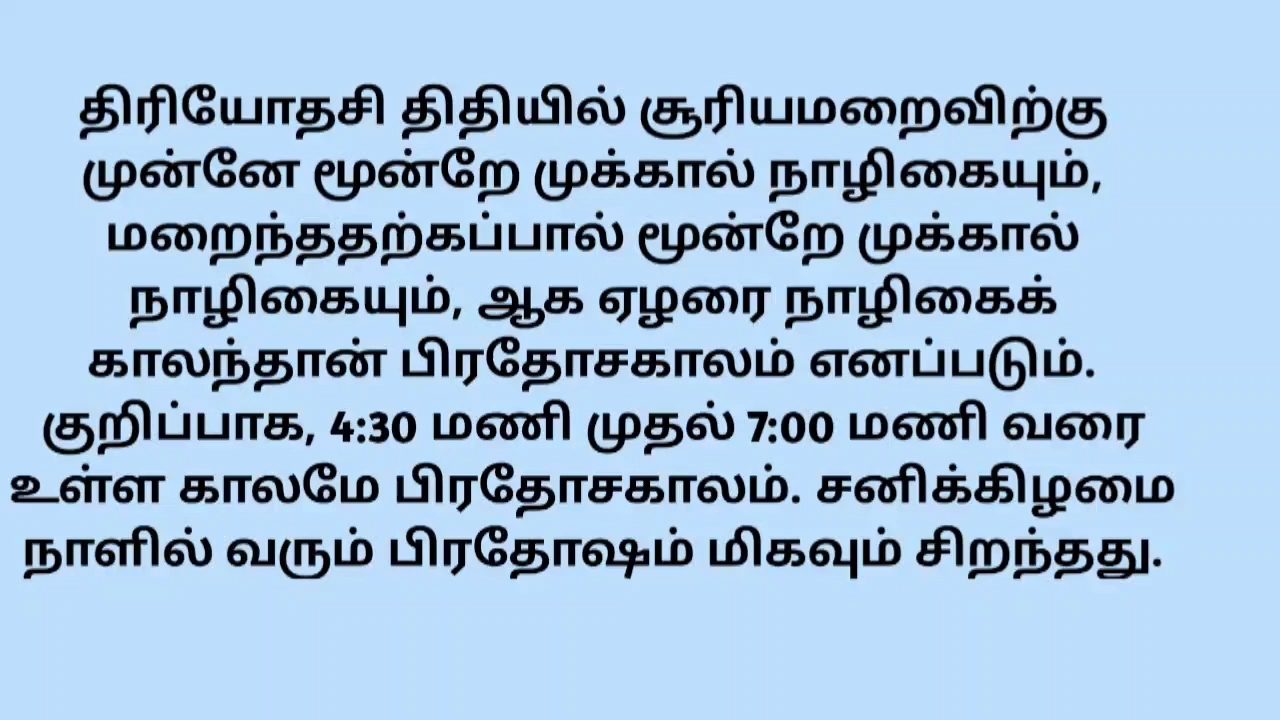 திரியோதசி திதியில் சூரியமறைவிற்கு
முன்னே மூன்றே முக்கால் நாழிகையும்,
மறைந்ததற்கப்பால் மூன்றே முக்கால்
நாழிகையும், ஆக ஏழரை நாழிகைக்
காலந்தான் பிரதோசகாலம் எனப்படும்.
குறிப்பாக, 4:30 மணி முதல் 7:00 மணி வரை
உள்ள காலமே பிரதோசகாலம். சனிக்கிழமை
நாளில் வரும் பிரதோஷம் மிகவும் சிறந்தது.